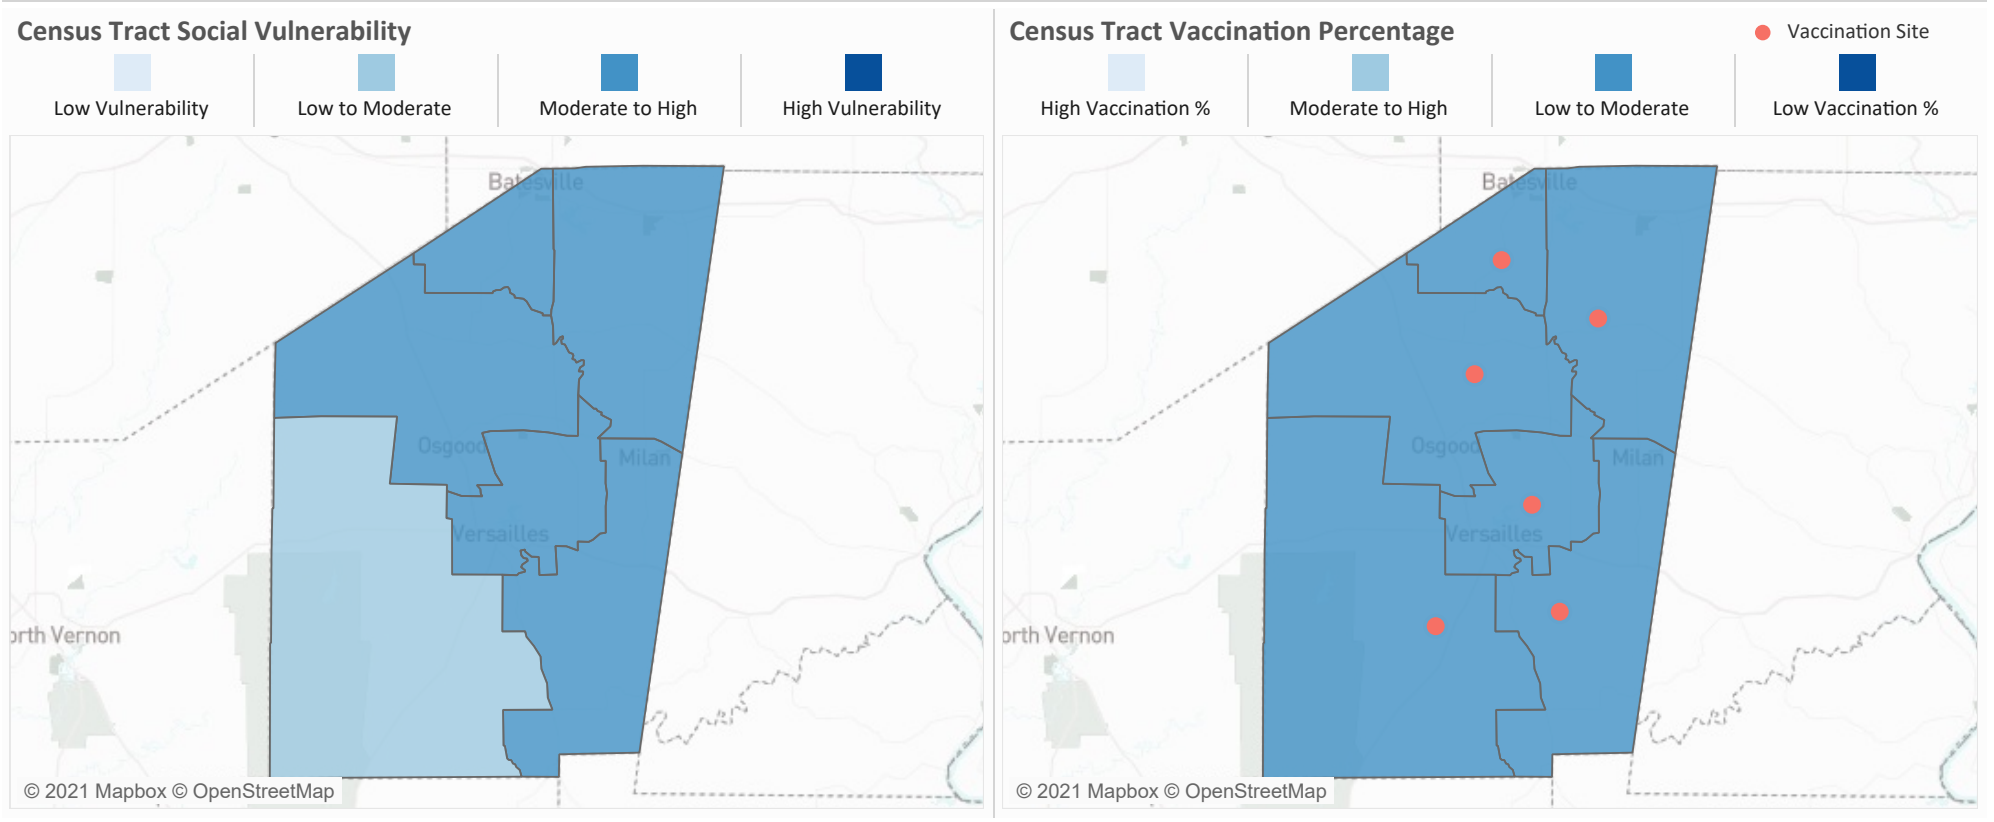 Census Tract Social Vulnerability
Low Vulnerability
Low to Moderate
Moderate to High
High Vulnerability
Batesville
Osgood
Milan
Versailles
orth Vernon
© 2021 Mapbox © OpenStreetMap
Census Tract Vaccination Percentage
Vaccination Site
High Vaccination %
Moderate to High
Low to Moderate
Low Vaccination %
Batesville
Osgood
Milan
Versailles
orth Vernon
© 2021 Mapbox © OpenStreetMap